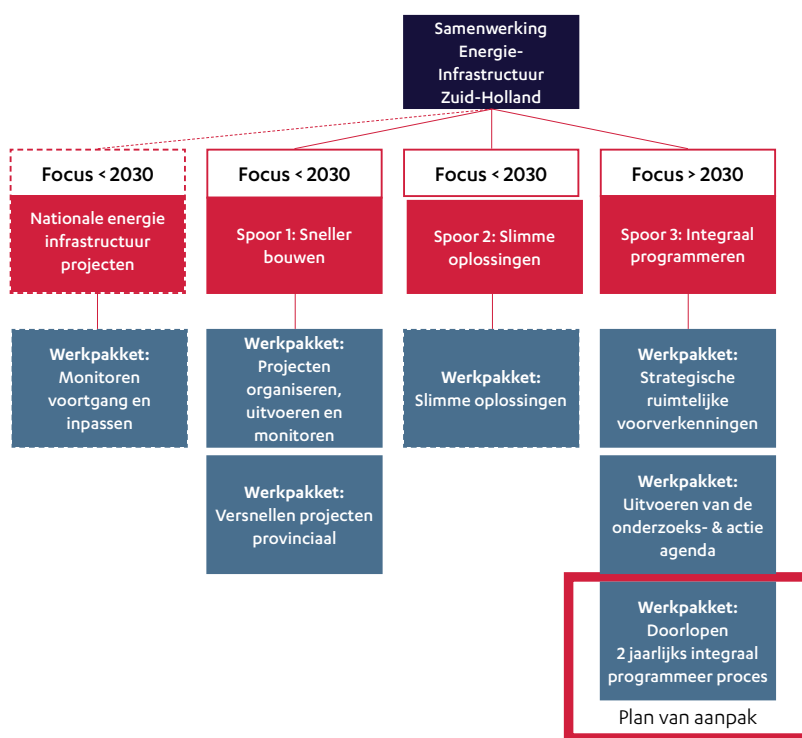 Samenwerking
Energie-
Infrastructuur
Zuid-Holland
Focus < 2030
Nationale energie
infrastructuur
projecten
Werkpakket:
Monitoren
voortgang en
inpassen
Focus < 2030
Spoor 1: Sneller
bouwen
Werkpakket:
Projecten
organiseren,
uitvoeren en
monitoren
Werkpakket:
Versnellen projecten
provinciaal
Focus < 2030
Spoor 2: Slimme
oplossingen
Werkpakket:
Slimme oplossingen
Focus > 2030
Spoor 3: Integraal
programmeren
Werkpakket:
Strategische
ruimtelijke
voorverkenningen
Werkpakket:
Uitvoeren van de
onderzoeks- & actie
agenda
Werkpakket:
Doorlopen
2 jaarlijks integraal
programmeer proces
Plan van aanpak